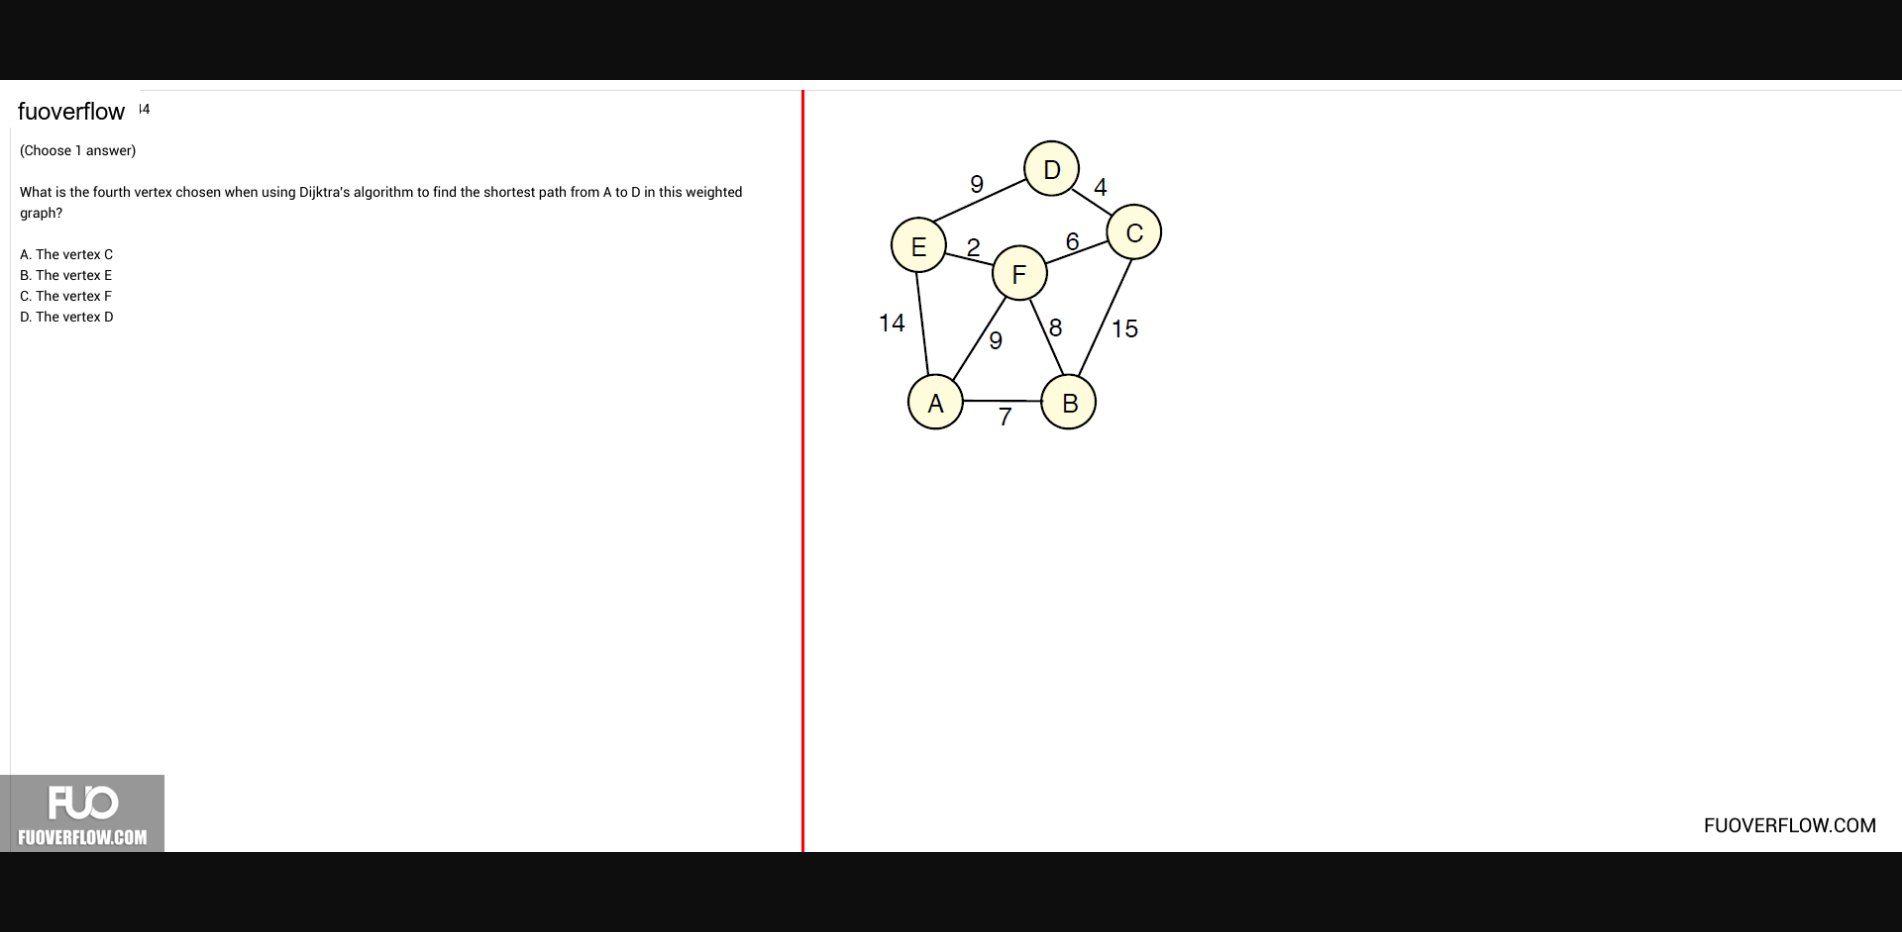 fuoverflow 14
(Choose 1 answer)
What is the fourth vertex chosen when using Dijktra's algorithm to find the shortest path from A to D in this weighted
graph?
A. The vertex C
B. The vertex E
C. The vertex F
D. The vertex D
FUO
FUOVERFLOW.COM
D
9
4
C
E
2
6
F
14
9
8
15
A
7
B
FUOVERFLOW.COM